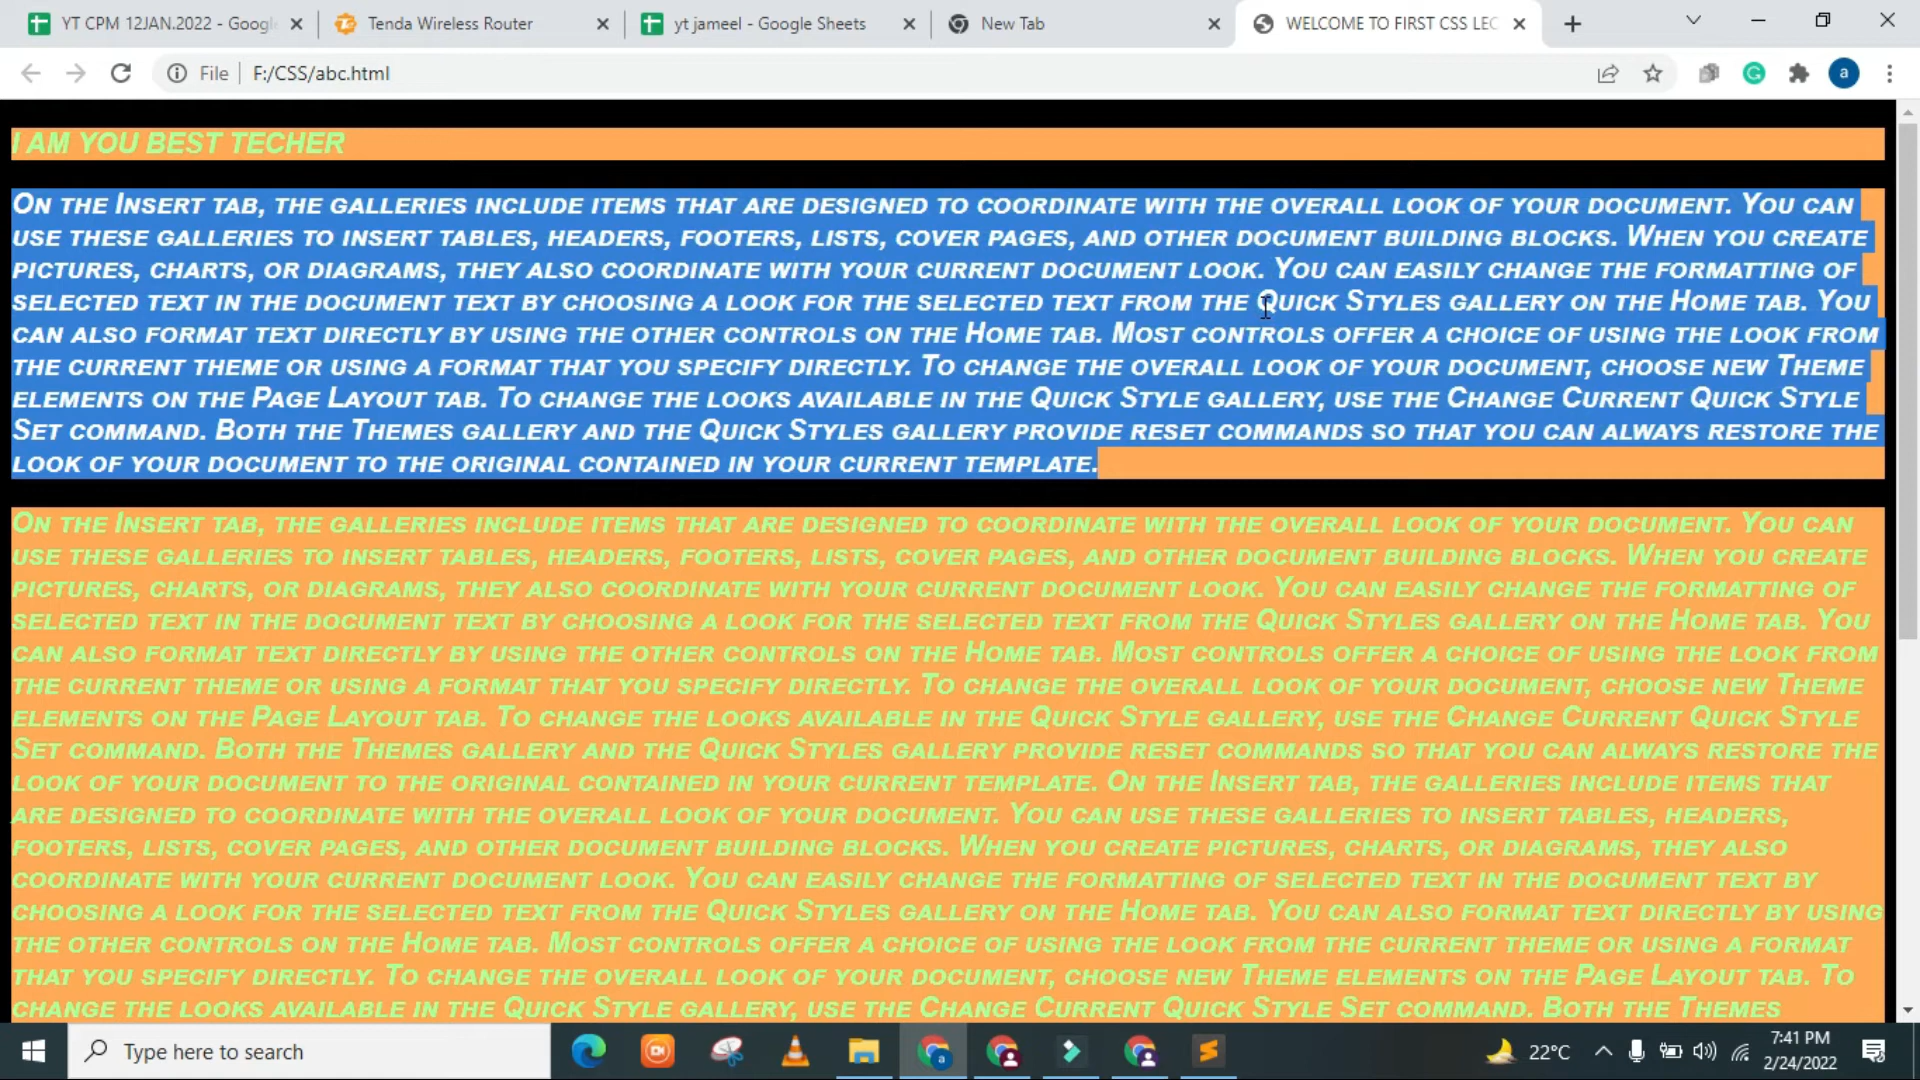 YT CPM 12JAN.2022 - Googl
Tenda Wireless Router
yt jameel - Google Sheets
New Tab
WELCOME TO FIRST CSS LEC
File
F:/CSS/abc.html
a
I AM YOU BEST TECHER
On the Insert tab, the galleries include items that are designed to coordinate with the overall look of your document. You can
use these galleries to insert tables, headers, footers, lists, cover pages, and other document building blocks. When you create
pictures, charts, or diagrams, they also coordinate with your current document look. You can easily change the formatting of
selected text in the document text by choosing a look for the selected text from the Quick Styles gallery on the Home tab. You
can also format text directly by using the other controls on the Home tab. Most controls offer a choice of using the look from
the current theme or using a format that you specify directly. To change the overall look of your document, choose new Theme
elements on the Page Layout tab. To change the looks available in the Quick Style gallery, use the Change Current Quick Style
Set command. Both the Themes gallery and the Quick Styles gallery provide reset commands so that you can always restore the
look of your document to the original contained in your current template.
On the Insert tab, the galleries include items that are designed to coordinate with the overall look of your document. You can
use these galleries to insert tables, headers, footers, lists, cover pages, and other document building blocks. When you create
pictures, charts, or diagrams, they also coordinate with your current document look. You can easily change the formatting of
selected text in the document text by choosing a look for the selected text from the Quick Styles gallery on the Home tab. You
can also format text directly by using the other controls on the Home tab. Most controls offer a choice of using the look from
the current theme or using a format that you specify directly. To change the overall look of your document, choose new Theme
elements on the Page Layout tab. To change the looks available in the Quick Style gallery, use the Change Current Quick Style
Set command. Both the Themes gallery and the Quick Styles gallery provide reset commands so that you can always restore the
look of your document to the original contained in your current template. On the Insert tab, the galleries include items that
are designed to coordinate with the overall look of your document. You can use these galleries to insert tables, headers,
footers, lists, cover pages, and other document building blocks. When you create pictures, charts, or diagrams, they also
coordinate with your current document look. You can easily change the formatting of selected text in the document text by
choosing a look for the selected text from the Quick Styles gallery on the Home tab. You can also format text directly by using
the other controls on the Home tab. Most controls offer a choice of using the look from the current theme or using a format
that you specify directly. To change the overall look of your document, choose new Theme elements on the Page Layout tab. To
change the looks available in the Quick Style gallery, use the Change Current Quick Style Set command. Both the Themes
Type here to search
22°C
7:41 PM
2/24/2022